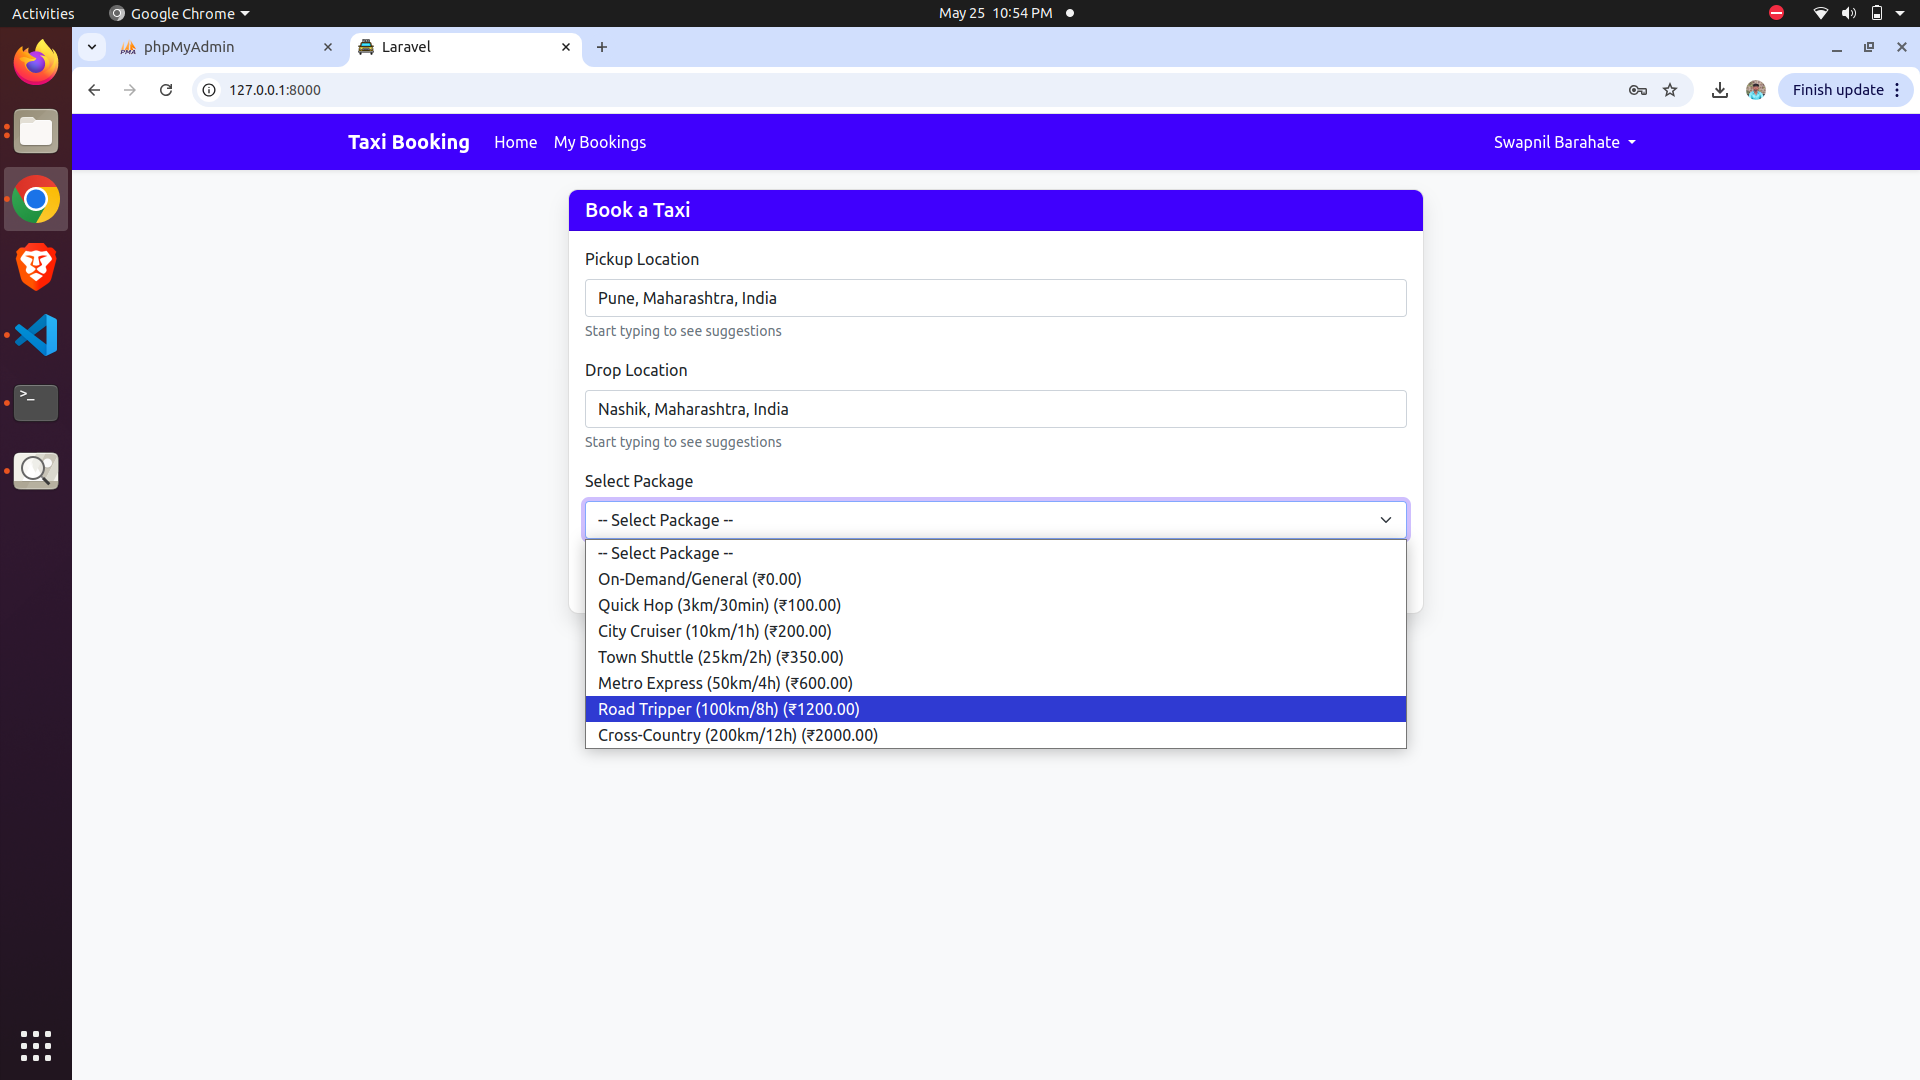 Activities Google Chrome May 25 10:54 PM
phpMyAdmin Laravel
127.0.0.1:8000 Finish update
Taxi Booking Home My Bookings Swapnil Barahate
Book a Taxi
Pickup Location
Pune, Maharashtra, India
Start typing to see suggestions
Drop Location
Nashik, Maharashtra, India
Start typing to see suggestions
Select Package
-- Select Package --
-- Select Package --
On-Demand/General (₹0.00)
Quick Hop (3km/30min) (₹100.00)
City Cruiser (10km/1h) (₹200.00)
Town Shuttle (25km/2h) (₹350.00)
Metro Express (50km/4h) (₹600.00)
Road Tripper (100km/8h) (₹1200.00)
Cross-Country (200km/12h) (₹2000.00)